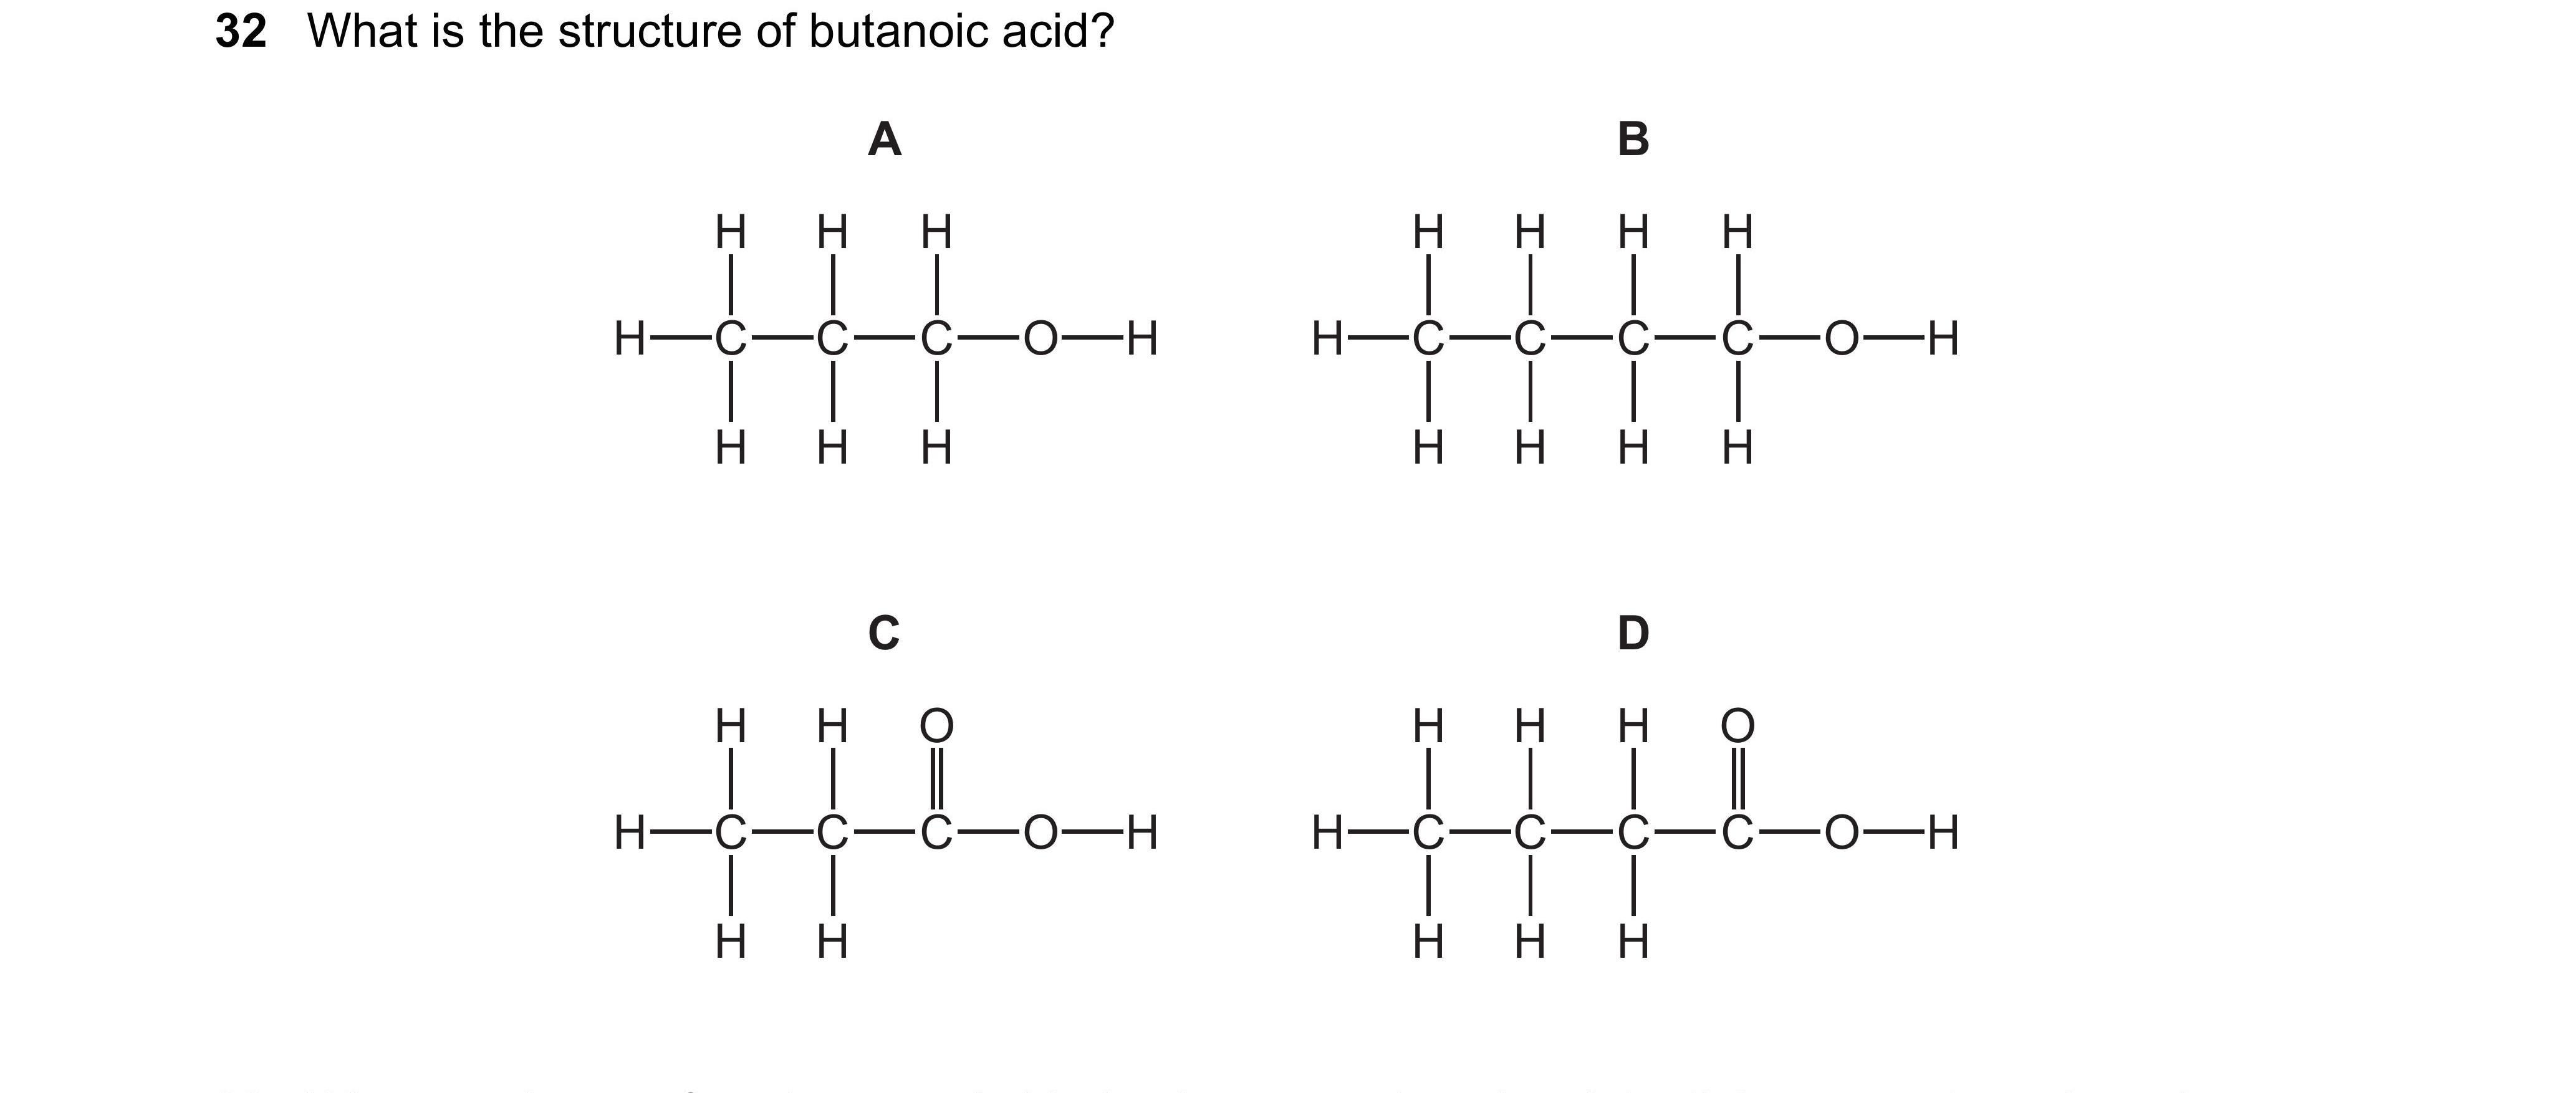 32 What is the structure of butanoic acid?
A B
H H H H H H H
H C C C O H H C C C C O H
H H H H H H H
C D
H H O H H H O
H C C C O H H C C C C O H
H H H H H